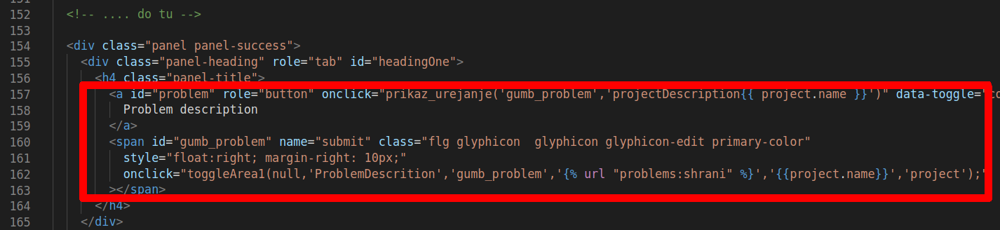 152 <!-- .... do tu -->
153
154 <div class="panel panel-success">
155 <div class="panel-heading" role="tab" id="headingOne">
156 <h4 class="panel-title">
157 <a id="problem" role="button" onclick="prikaz_urejanje('gumb_problem','projectDescription{{ project.name }}')" data-toggle="co
158 Problem description
159 </a>
160 <span id="gumb_problem" name="submit" class="flg glyphicon  glyphicon glyphicon-edit primary-color"
161 style="float:right; margin-right: 10px;"
162 onclick="toggleArea1(null,'ProblemDescrition','gumb_problem','{% url "problems:shrani" %}','{{project.name}}','project');"
163 ></span>
164 </h4>
165 </div>